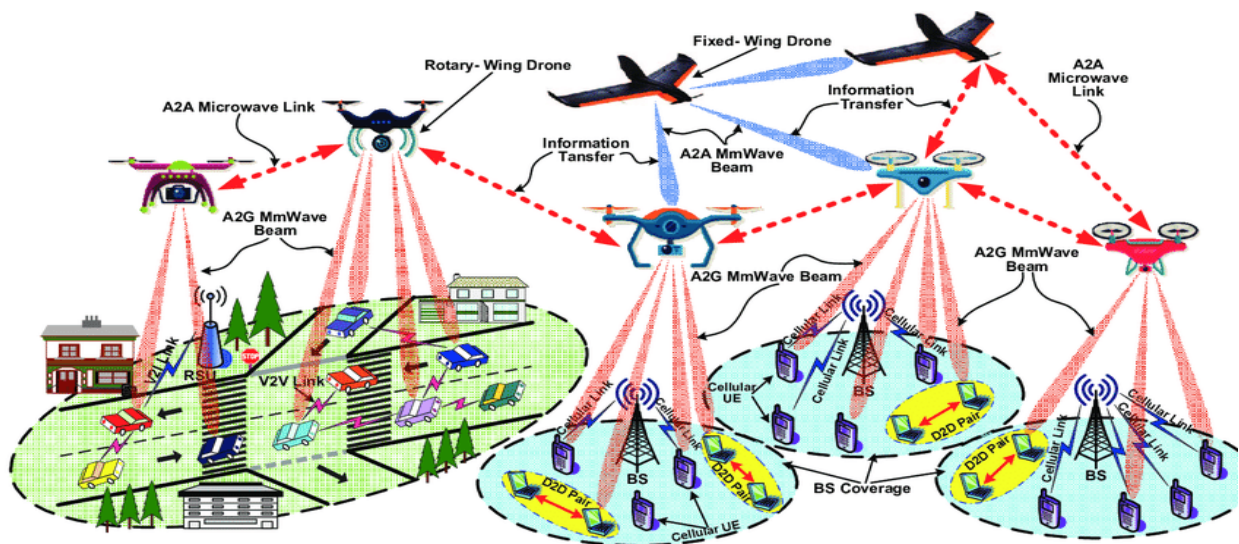 Fixed- Wing Drone
Rotary- Wing Drone
A2A Microwave Link
A2A
Microwave
Link
Information
Transfer
Information
Tansfer
A2A MmWave
Beam
A2G MmWave
Beam
A2G MmWave Beam
A2G MmWave
Beam
V2V Link
RSU
STOP
V2V Link
Cellular Link
Cellular Link
Cellular Link
BS
Cellular
UE
D2D Pair
Cellular Link
Cellular Link
BS
D2D Pair
D2D Pair
Cellular UE
BS Coverage
D2D Pair
Cellular Link
BS
Cellular Link
Cellular Link